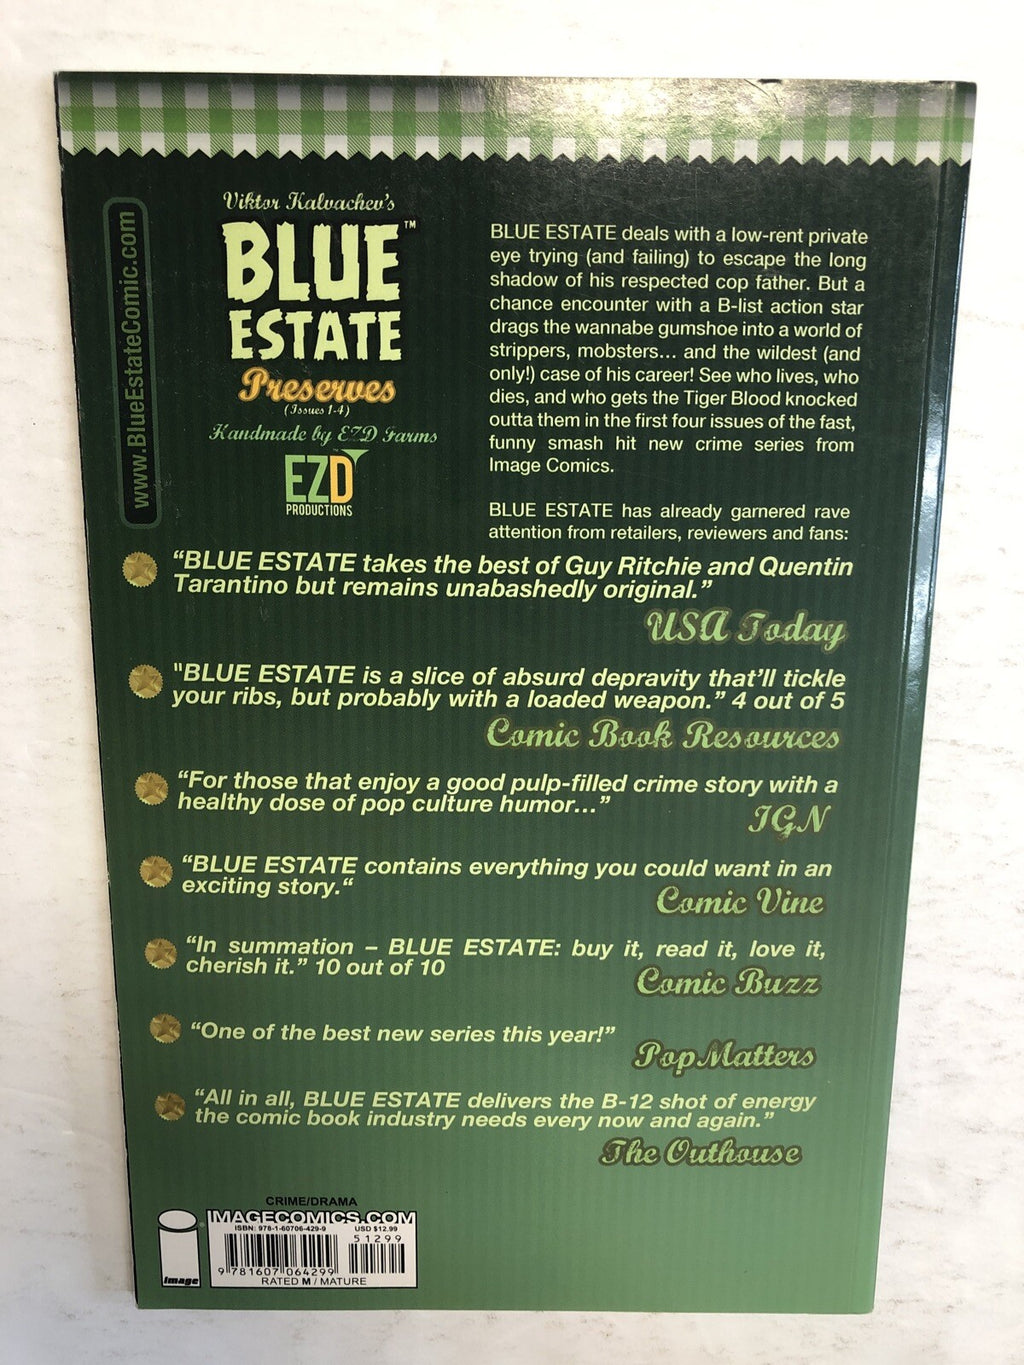 www.BlueEstateComic.com
Viktor Kalvachev's
BLUE™
ESTATE
Preserves
(Issues 1-4)
Handmade by EZD Farms
EZD
PRODUCTIONS
BLUE ESTATE deals with a low-rent private
eye trying (and failing) to escape the long
shadow of his respected cop father. But a
chance encounter with a B-list action star
drags the wannabe gumshoe into a world of
strippers, mobsters... and the wildest (and
only!) case of his career! See who lives, who
dies, and who gets the Tiger Blood knocked
outta them in the first four issues of the fast,
funny smash hit new crime series from
Image Comics.
BLUE ESTATE has already garnered rave
attention from retailers, reviewers and fans:
“BLUE ESTATE takes the best of Guy Ritchie and Quentin
Tarantino but remains unabashedly original.”
USA Today
"BLUE ESTATE is a slice of absurd depravity that’ll tickle
your ribs, but probably with a loaded weapon.” 4 out of 5
Comic Book Resources
“For those that enjoy a good pulp-filled crime story with a
healthy dose of pop culture humor...”
IGN
“BLUE ESTATE contains everything you could want in an
exciting story.“
Comic Vine
“In summation – BLUE ESTATE: buy it, read it, love it,
cherish it.” 10 out of 10
Comic Buzz
“One of the best new series this year!”
PopMatters
“All in all, BLUE ESTATE delivers the B-12 shot of energy
the comic book industry needs every now and again.”
The Outhouse
CRIME/DRAMA
IMAGECOMICS.COM
ISBN: 978-1-60706-429-9 USD $12.99
51299
9 781607 064299
RATED M / MATURE
image